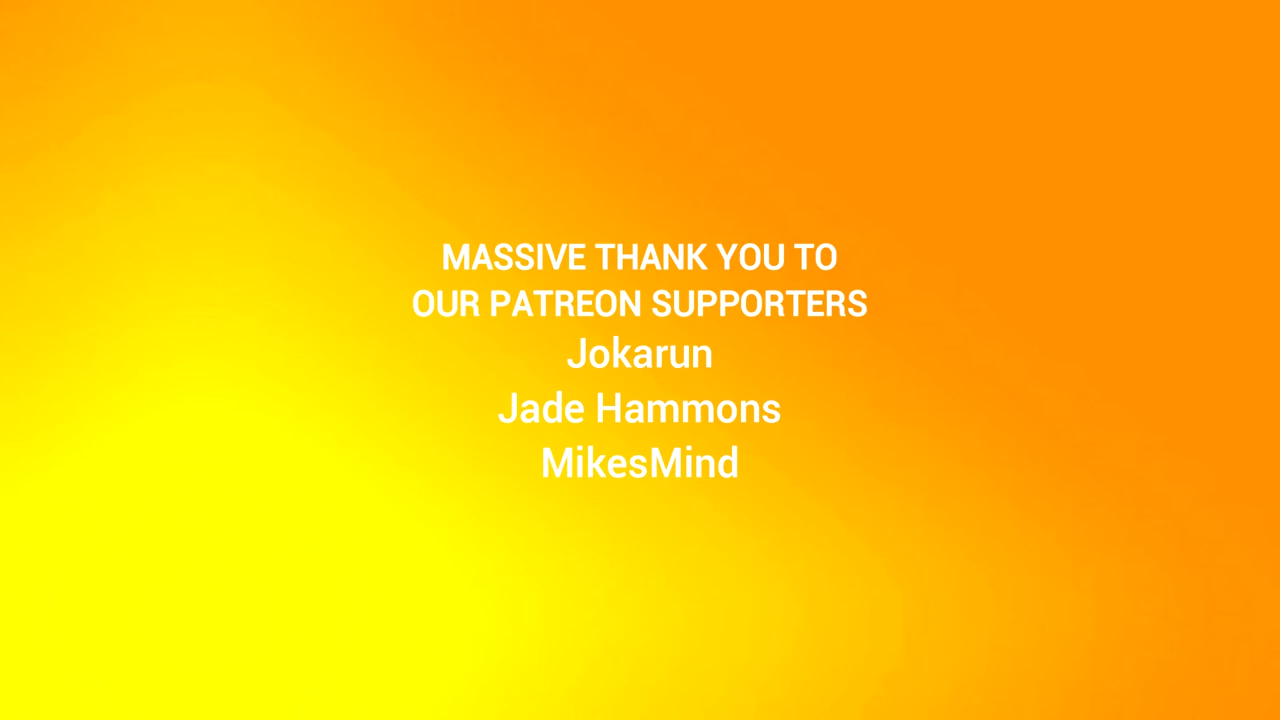 MASSIVE THANK YOU TO
OUR PATREON SUPPORTERS
Jokarun
Jade Hammons
MikesMind